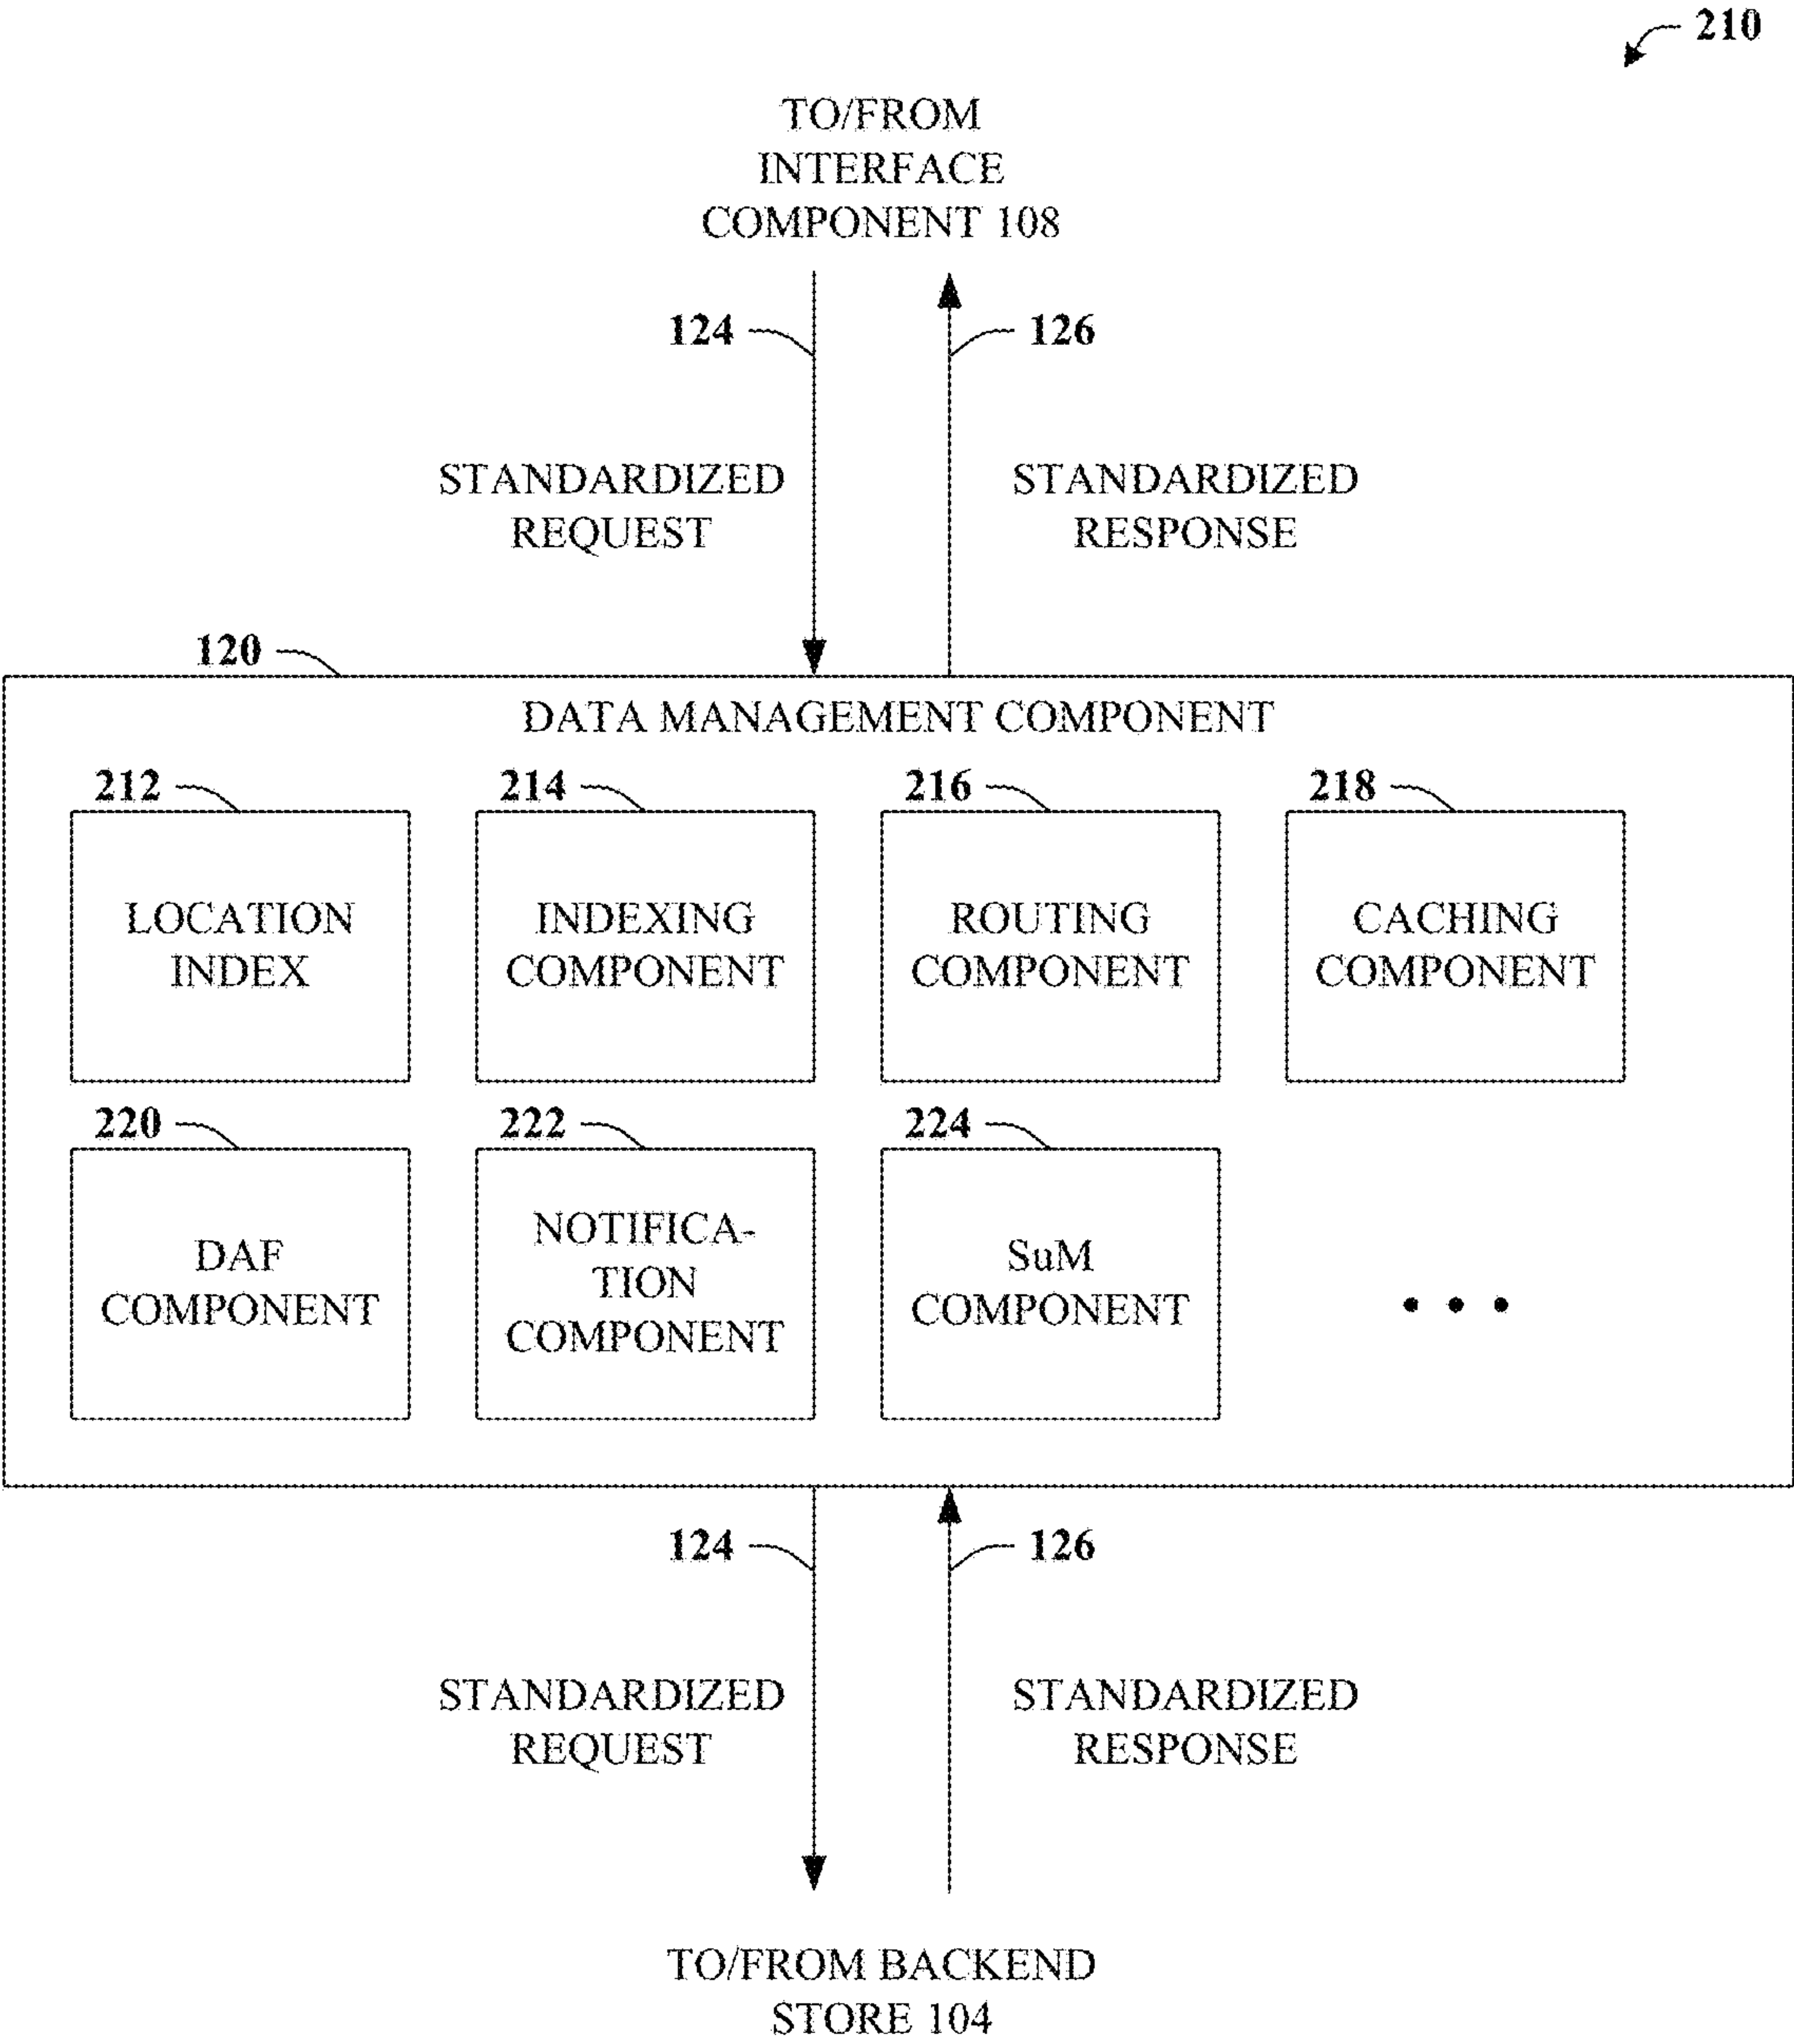 210
TO/FROM
INTERFACE
COMPONENT 108
124
126
STANDARDIZED
REQUEST
STANDARDIZED
RESPONSE
120
DATA MANAGEMENT COMPONENT
212
LOCATION
INDEX
214
INDEXING
COMPONENT
216
ROUTING
COMPONENT
218
CACHING
COMPONENT
220
DAF
COMPONENT
222
NOTIFICA-
TION
COMPONENT
224
SuM
COMPONENT
• • •
124
126
STANDARDIZED
REQUEST
STANDARDIZED
RESPONSE
TO/FROM BACKEND
STORE 104